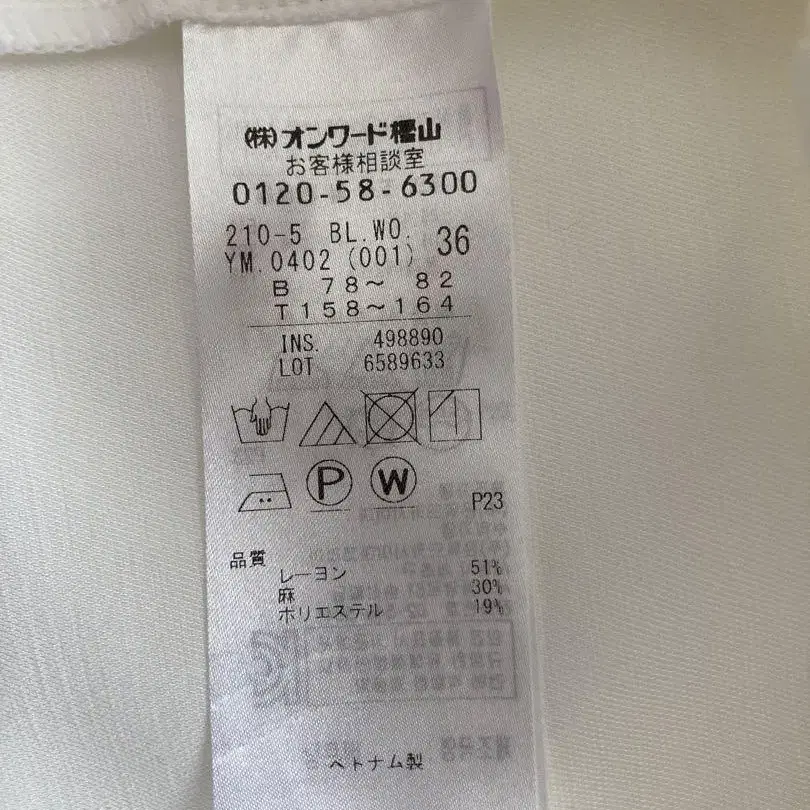 (株)オンワード樫山
お客様相談室
0120-58-6300
210-5 BL.WO. 36
YM.0402 (001)
B 78～ 82
T158～164
INS. 498890
LOT 6589633
P W
P23
品質
レーヨン 51%
麻 30%
ポリエステル 19%
ベトナム製